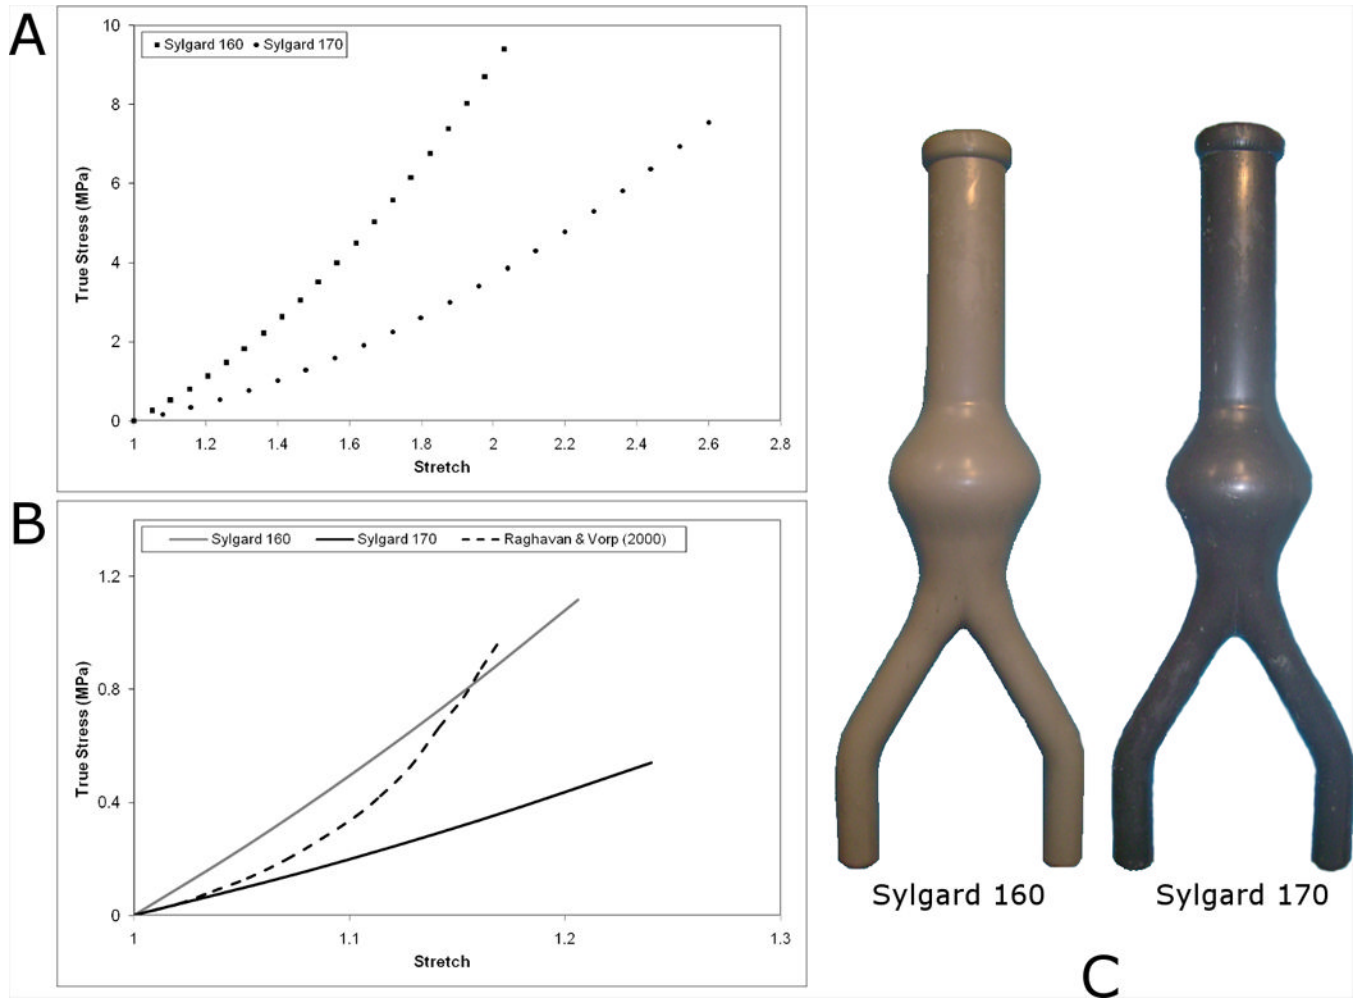 A
Sylgard 160 Sylgard 170
10
8
6
4
2
0
True Stress (MPa)
1 1.2 1.4 1.6 1.8 2 2.2 2.4 2.6 2.8
Stretch
B
Sylgard 160 Sylgard 170 Raghavan & Vorp (2000)
1.2
0.8
0.4
0
True Stress (MPa)
1 1.1 1.2 1.3
Stretch
Sylgard 160 Sylgard 170
C